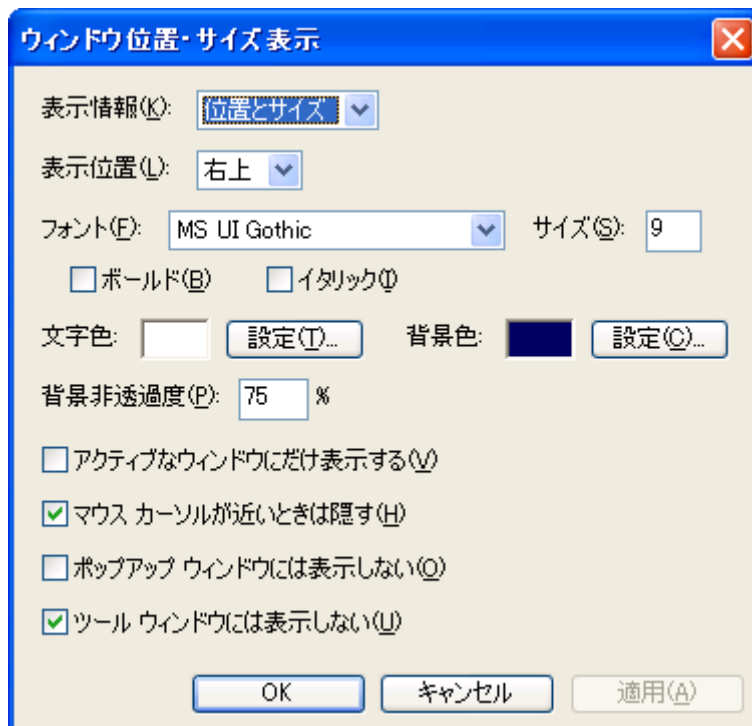 ウィンドウ位置・サイズ表示
表示情報(K): 位置とサイズ
表示位置(L): 右上
フォント(F): MS UI Gothic サイズ(S): 9
ボールド(B) イタリック(I)
文字色: 設定(T)... 背景色: 設定(C)...
背景非透過度(P): 75 %
アクティブなウィンドウにだけ表示する(V)
マウス カーソルが近いときは隠す(H)
ポップアップ ウィンドウには表示しない(O)
ツール ウィンドウには表示しない(U)
OK キャンセル 適用(A)